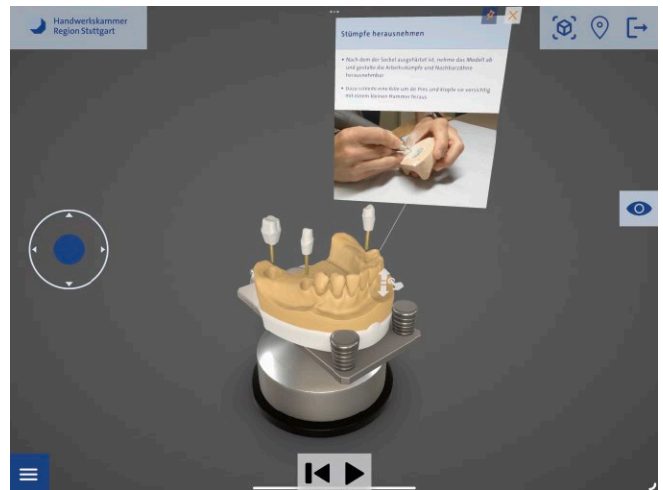 Handwerkskammer
Region Stuttgart
Stümpfe herausnehmen
• Nach dem der Sockel ausgehärtet ist, nehme das Modell ab
und gestalte die Arbeitsstümpfe und Nachbarzähne
herausnehmbar.
• Dazu schleife eine Rille um die Pins und klopfe sie vorsichtig
mit einem kleinen Hammer heraus.